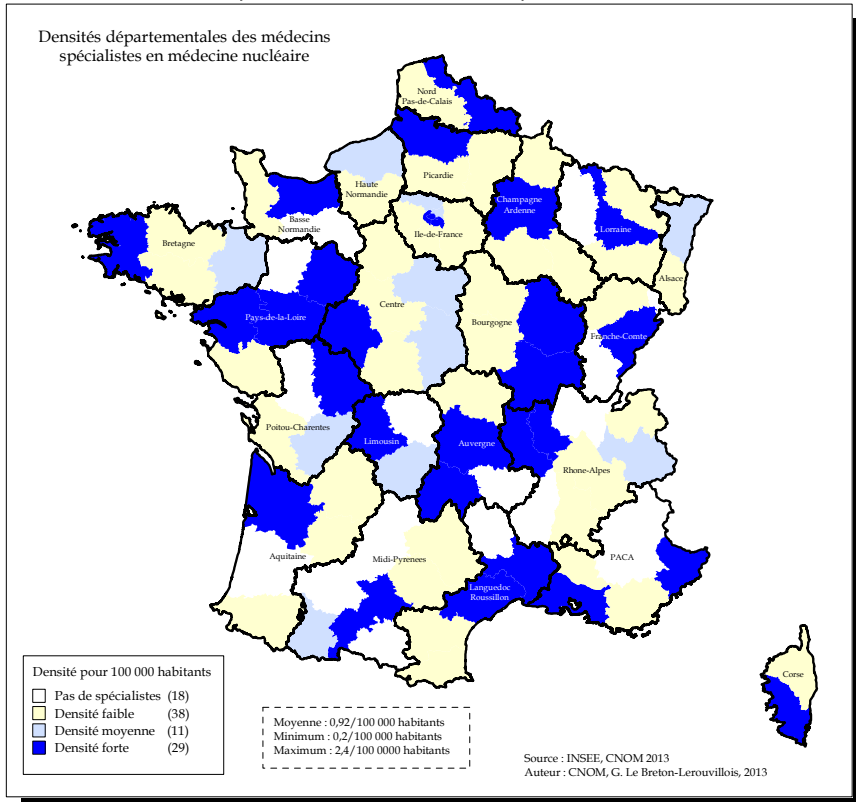 Densités départementales des médecins
spécialistes en médecine nucléaire
Nord
Pas-de-Calais
Picardie
Haute
Normandie
Basse
Normandie
Champagne
Ardenne
Lorraine
Ile-de-France
Bretagne
Alsace
Centre
Pays-de-la-Loire
Bourgogne
Franche-Comte
Poitou-Charentes
Limousin
Auvergne
Rhone-Alpes
Aquitaine
Midi-Pyrenees
PACA
Languedoc
Roussillon
Corse
Densité pour 100 000 habitants
Pas de spécialistes (18)
Densité faible (38)
Densité moyenne (11)
Densité forte (29)
Moyenne : 0,92/100 000 habitants
Minimum : 0,2/100 000 habitants
Maximum : 2,4/100 0000 habitants
Source : INSEE, CNOM 2013
Auteur : CNOM, G. Le Breton-Lerouvillois, 2013